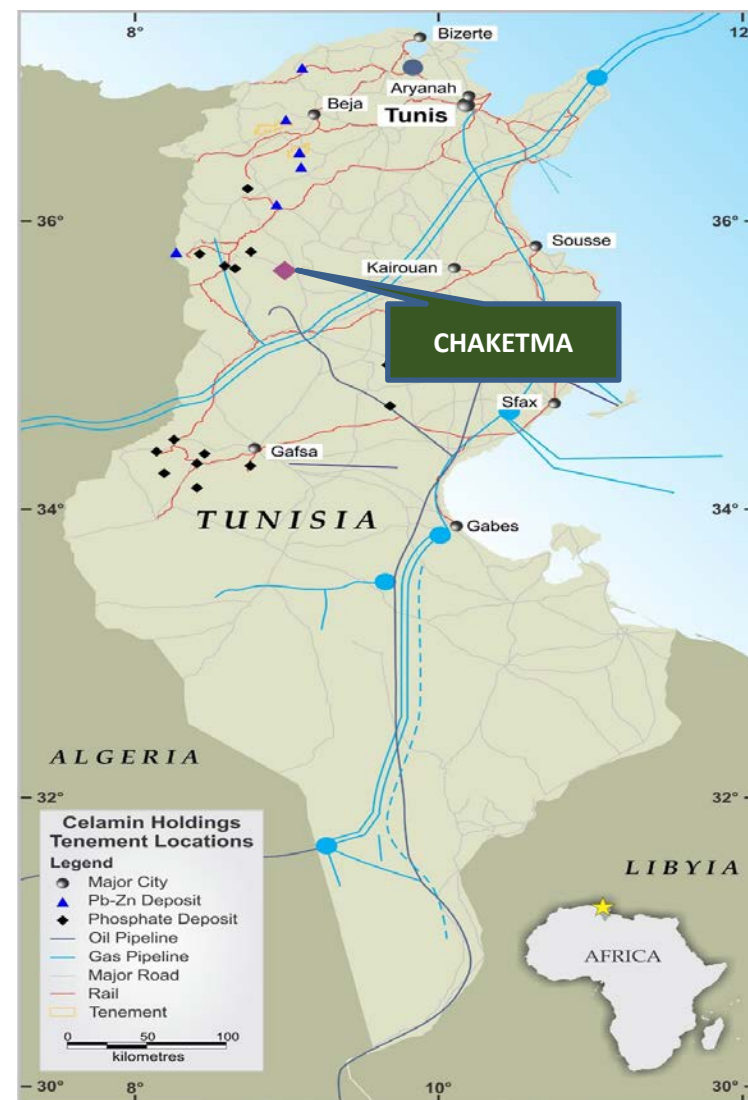 8°
10°
12
Bizerte
Aryanah
Beja
Tunis
36°
36°
Sousse
Kairouan
CHAKETMA
Sfax
Gafsa
34°
TUNISIA
34°
Gabes
ALGERIA
32°
32°
Celamin Holdings
Tenement Locations
Legend
Major City
Pb-Zn Deposit
Phosphate Deposit
Oil Pipeline
Gas Pipeline
Major Road
Rail
Tenement
0 50 100
kilometres
LIBYIA
AFRICA
30°
8°
10°
30°